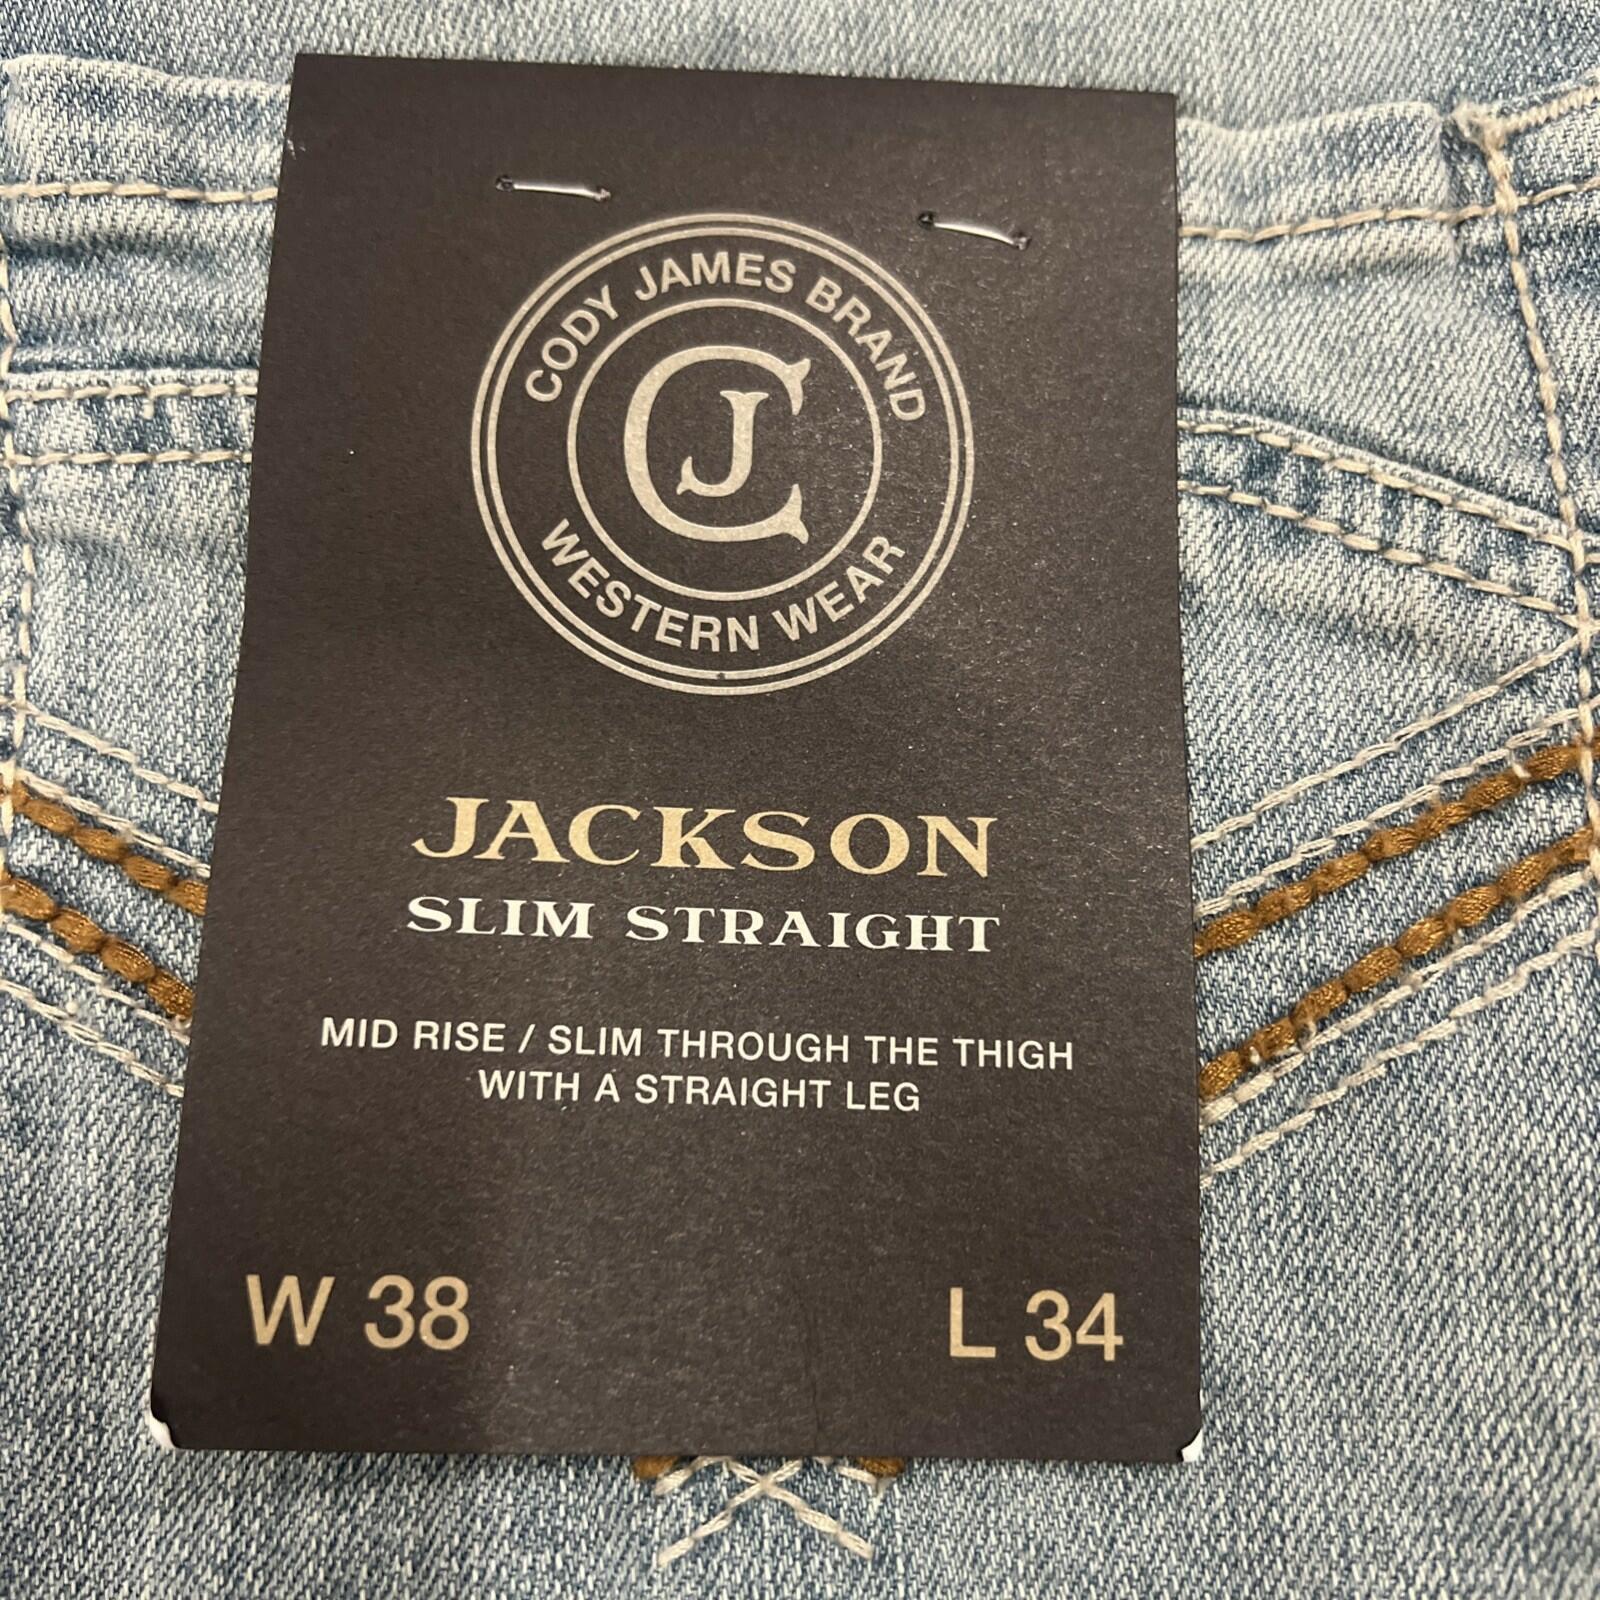 CODY JAMES BRAND
CJ
WESTERN WEAR
JACKSON
SLIM STRAIGHT
MID RISE / SLIM THROUGH THE THIGH
WITH A STRAIGHT LEG
W 38 L 34